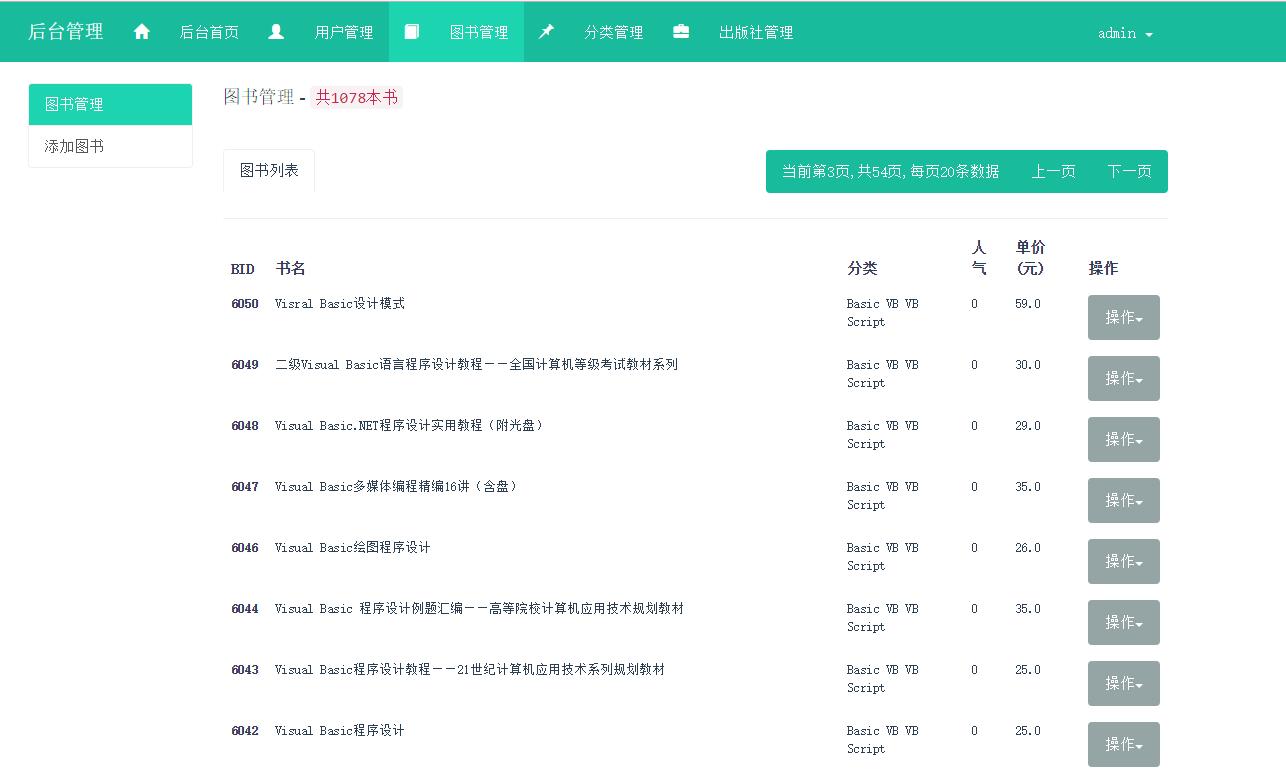 后台管理 后台首页 用户管理 图书管理 分类管理 出版社管理 admin
图书管理
添加图书
图书管理 - 共1078本书
图书列表
当前第3页,共54页,每页20条数据 上一页 下一页
BID 书名 分类 人气 单价(元) 操作
6050 Visral Basic设计模式 Basic VB VB Script 0 59.0 操作
6049 二级Visual Basic语言程序设计教程——全国计算机等级考试教材系列 Basic VB VB Script 0 30.0 操作
6048 Visual Basic.NET程序设计实用教程（附光盘） Basic VB VB Script 0 29.0 操作
6047 Visual Basic多媒体编程精编16讲（含盘） Basic VB VB Script 0 35.0 操作
6046 Visual Basic绘图程序设计 Basic VB VB Script 0 26.0 操作
6044 Visual Basic 程序设计例题汇编——高等院校计算机应用技术规划教材 Basic VB VB Script 0 35.0 操作
6043 Visual Basic程序设计教程——21世纪计算机应用技术系列规划教材 Basic VB VB Script 0 25.0 操作
6042 Visual Basic程序设计 Basic VB VB Script 0 25.0 操作